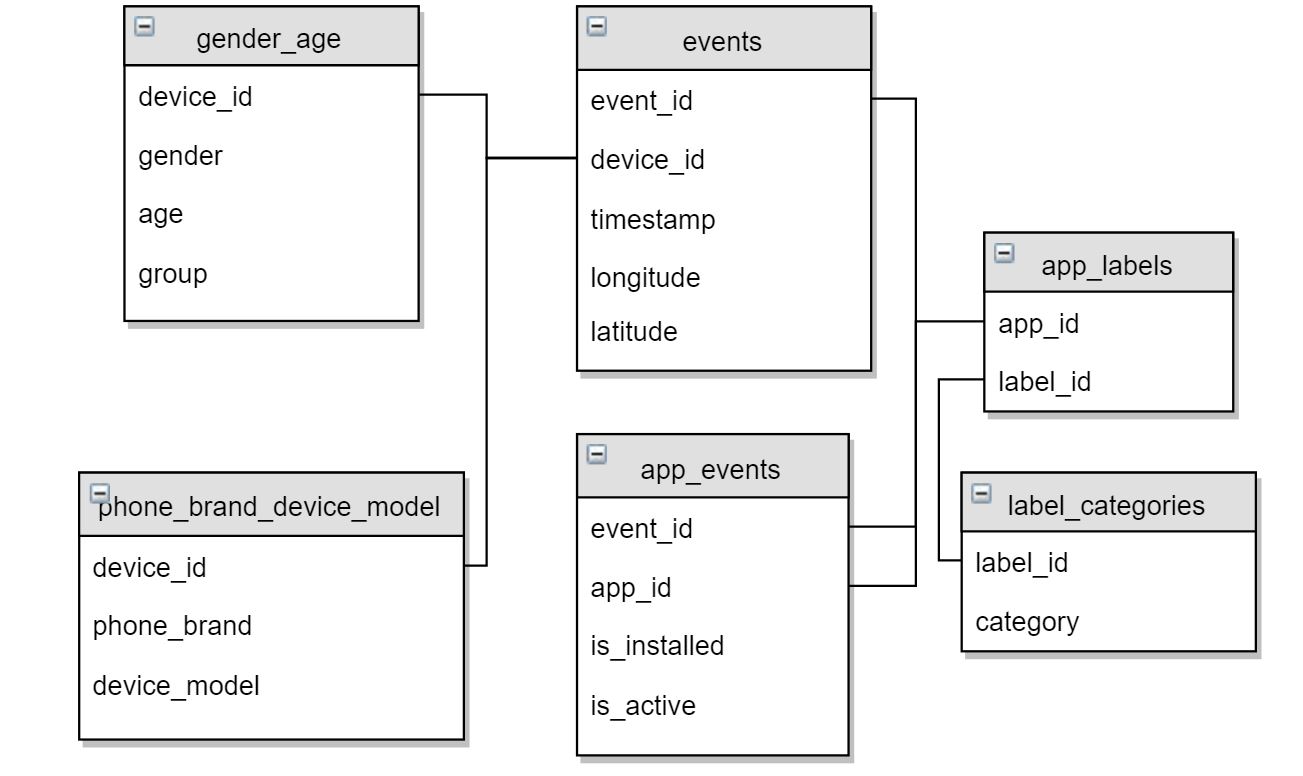 gender_age
device_id
gender
age
group
events
event_id
device_id
timestamp
longitude
latitude
app_labels
app_id
label_id
phone_brand_device_model
device_id
phone_brand
device_model
app_events
event_id
app_id
is_installed
is_active
label_categories
label_id
category